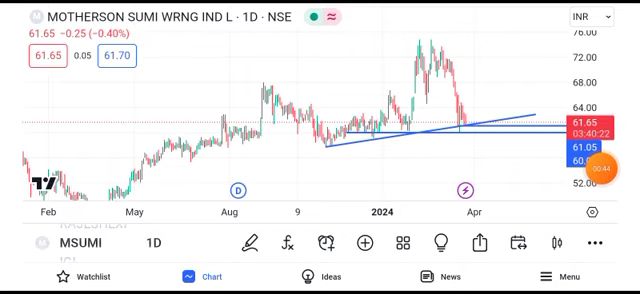 M MOTHERSON SUMI WRNG IND L · 1D · NSE
INR
61.65 −0.25 (−0.40%)
61.65 0.05 61.70
76.00
72.00
68.00
64.00
61.65
03:40:22
61.05
00:44
52.00
D
Feb May Aug 9 2024 Apr
M MSUMI 1D
Watchlist Chart Ideas News Menu